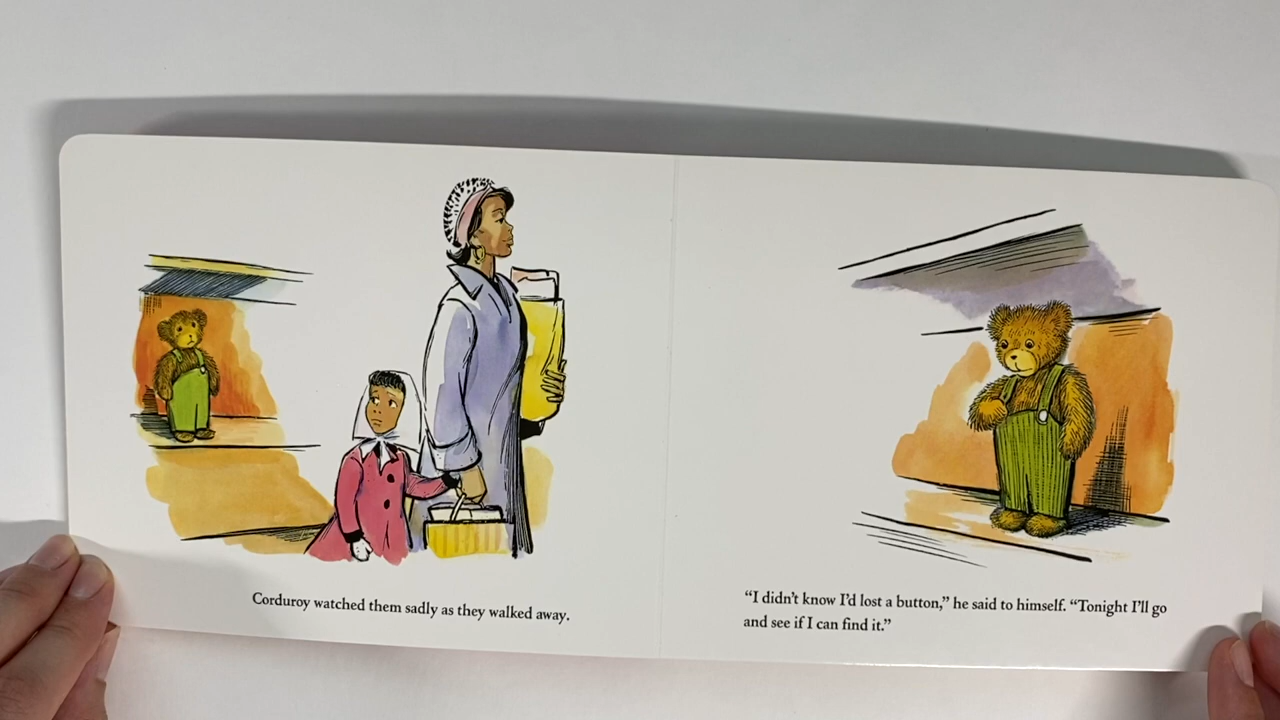 Corduroy watched them sadly as they walked away.
“I didn’t know I’d lost a button,” he said to himself. “Tonight I’ll go
and see if I can find it.”